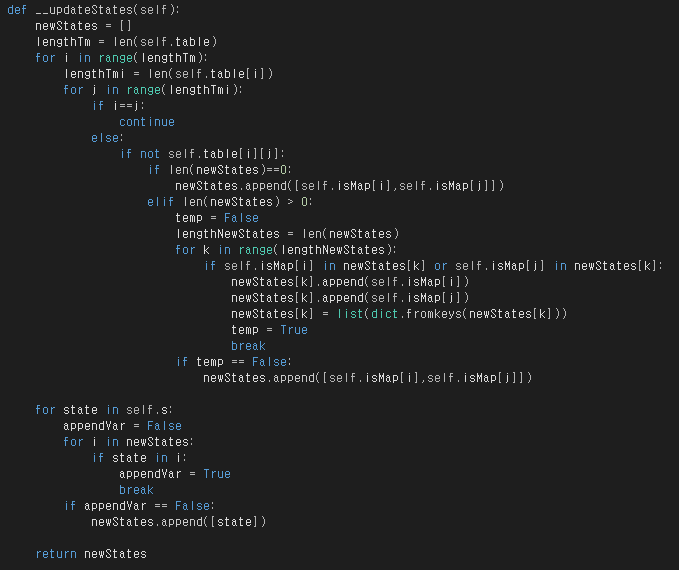 def __updateStates(self):
    newStates = []
    lengthTm = len(self.table)
    for i in range(lengthTm):
        lengthTmi = len(self.table[i])
        for j in range(lengthTmi):
            if i==j:
                continue
            else:
                if not self.table[i][j]:
                    if len(newStates)==0:
                        newStates.append([self.isMap[i],self.isMap[j]])
                    elif len(newStates) > 0:
                        temp = False
                        lengthNewStates = len(newStates)
                        for k in range(lengthNewStates):
                            if self.isMap[i] in newStates[k] or self.isMap[j] in newStates[k]:
                                newStates[k].append(self.isMap[i])
                                newStates[k].append(self.isMap[j])
                                newStates[k] = list(dict.fromkeys(newStates[k]))
                                temp = True
                                break
                        if temp == False:
                            newStates.append([self.isMap[i],self.isMap[j]])

    for state in self.s:
        appendVar = False
        for i in newStates:
            if state in i:
                appendVar = True
                break
        if appendVar == False:
            newStates.append([state])

    return newStates